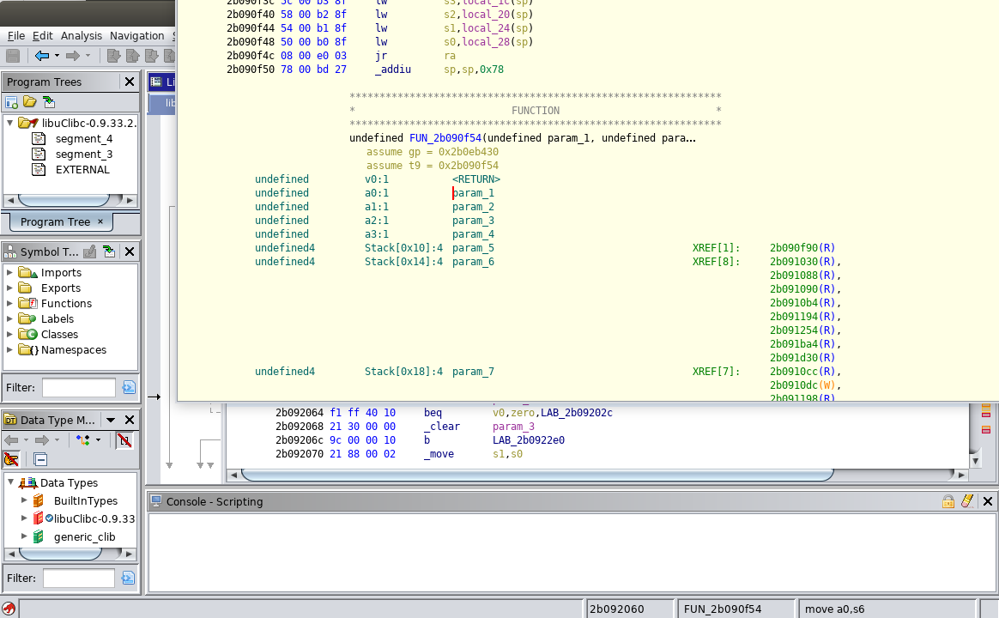 2b090f3c 5c 00 b3 8f lw s3,local_1c(sp)
2b090f40 58 00 b2 8f lw s2,local_20(sp)
2b090f44 54 00 b1 8f lw s1,local_24(sp)
2b090f48 50 00 b0 8f lw s0,local_28(sp)
2b090f4c 08 00 e0 03 jr ra
2b090f50 78 00 bd 27 _addiu sp,sp,0x78
**************************************************************
* FUNCTION *
**************************************************************
undefined FUN_2b090f54(undefined param_1, undefined para...
assume gp = 0x2b0eb430
assume t9 = 0x2b090f54
undefined v0:1 <RETURN>
undefined a0:1 param_1
undefined a1:1 param_2
undefined a2:1 param_3
undefined a3:1 param_4
undefined4 Stack[0x10]:4 param_5 XREF[1]: 2b090f90(R)
undefined4 Stack[0x14]:4 param_6 XREF[8]: 2b091030(R),
2b091088(R),
2b091090(R),
2b0910b4(R),
2b091194(R),
2b091254(R),
2b091ba4(R),
2b091d30(R)
undefined4 Stack[0x18]:4 param_7 XREF[7]: 2b0910cc(R),
2b0910dc(W),
2b091198(R)
File Edit Analysis Navigation
Program Trees
libuClibc-0.9.33.2.
segment_4
segment_3
EXTERNAL
Program Tree ×
Symbol T...
Imports
Exports
Functions
Labels
Classes
Namespaces
Filter:
Data Type M...
Data Types
BuiltInTypes
libuClibc-0.9.33
generic_clib
Filter:
Li
lib
2b092064 f1 ff 40 10 beq v0,zero,LAB_2b09202c
2b092068 21 30 00 00 _clear param_3
2b09206c 9c 00 00 10 b LAB_2b0922e0
2b092070 21 88 00 02 _move s1,s0
Console - Scripting
2b092060
FUN_2b090f54
move a0,s6